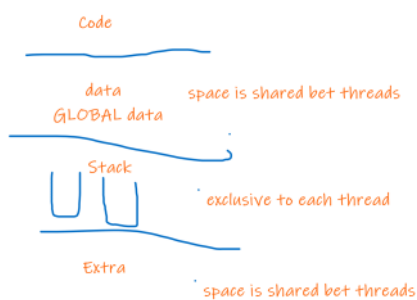 Code
data
space is shared bet threads
GLOBAL data
Stack
exclusive to each thread
Extra
space is shared bet threads